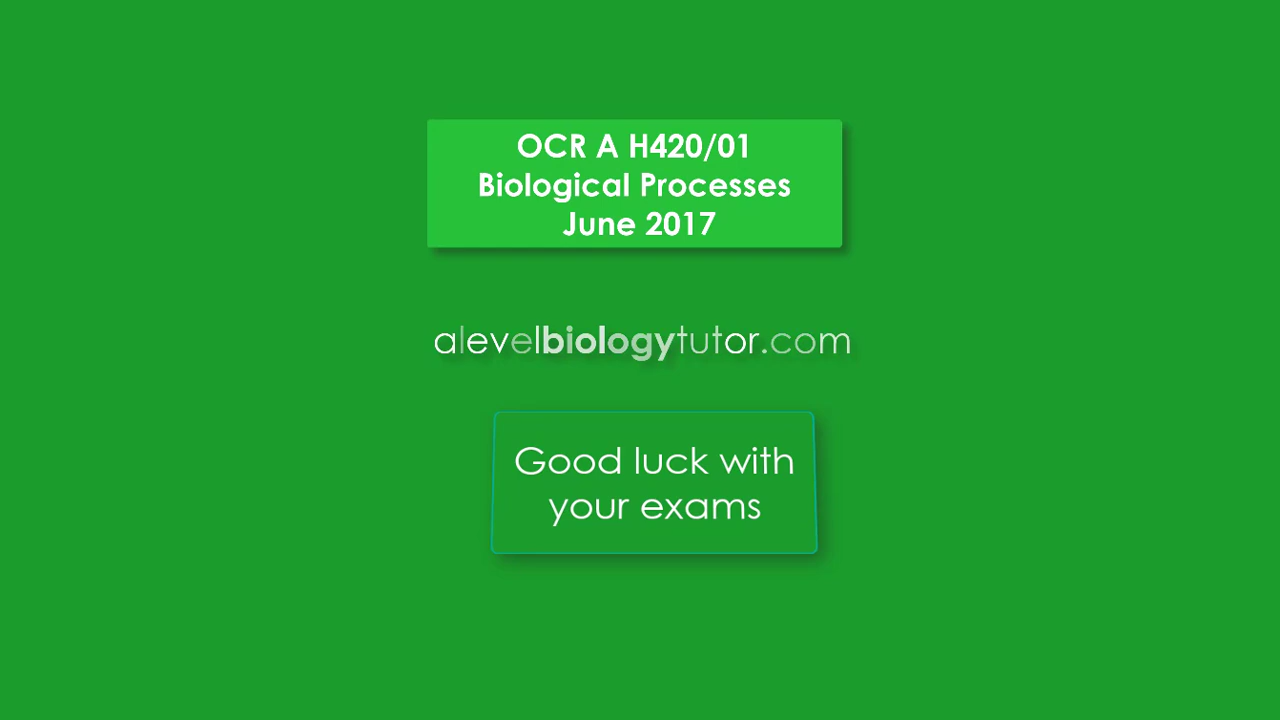 OCR A H420/01
Biological Processes
June 2017
alevelbiologytutor.com
Good luck with
your exams